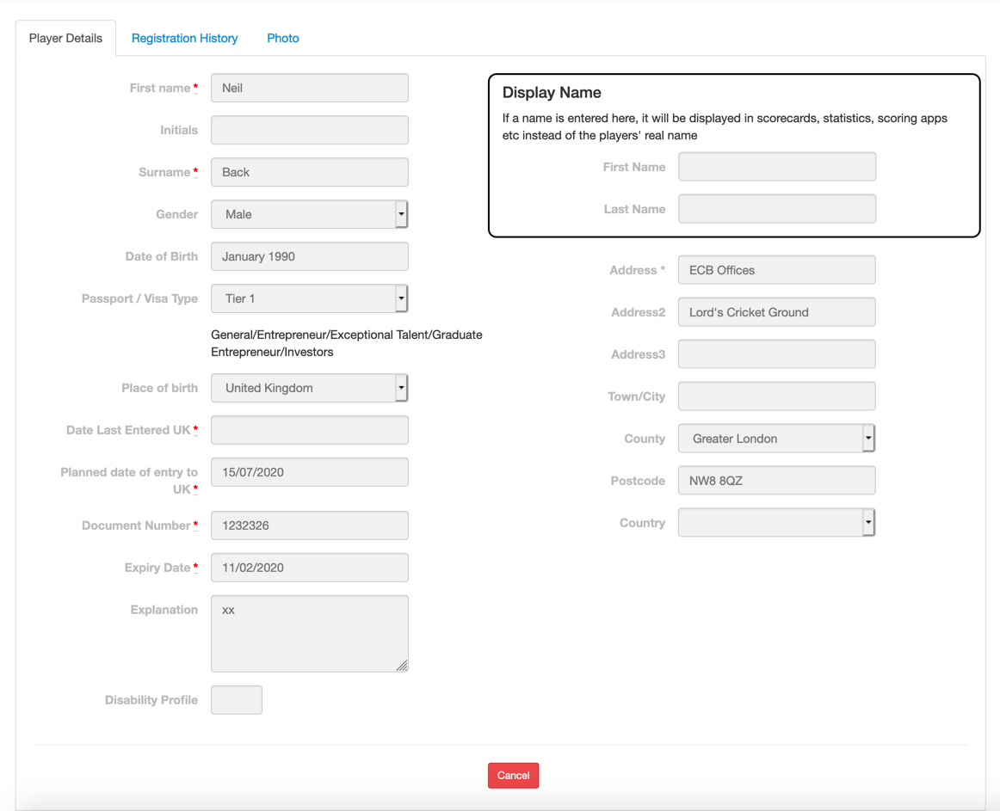 Player Details Registration History Photo
First name * Neil
Initials
Surname * Back
Gender Male
Date of Birth January 1990
Passport / Visa Type Tier 1
General/Entrepreneur/Exceptional Talent/Graduate
Entrepreneur/Investors
Place of birth United Kingdom
Date Last Entered UK *
Planned date of entry to
UK * 15/07/2020
Document Number * 1232326
Expiry Date * 11/02/2020
Explanation xx
Disability Profile
Display Name
If a name is entered here, it will be displayed in scorecards, statistics, scoring apps
etc instead of the players' real name
First Name
Last Name
Address * ECB Offices
Address2 Lord's Cricket Ground
Address3
Town/City
County Greater London
Postcode NW8 8QZ
Country
Cancel